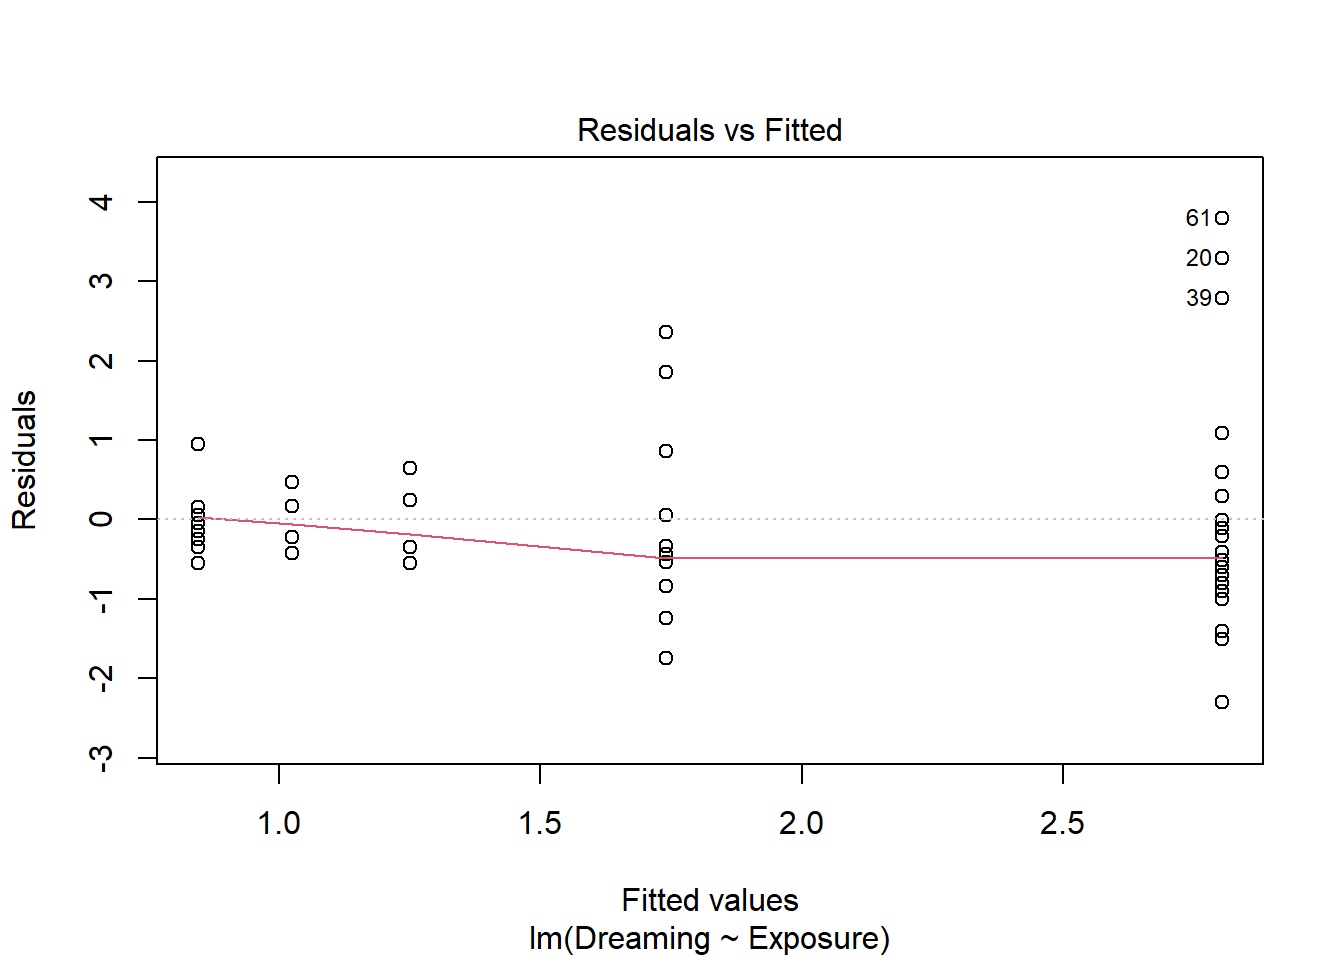 Residuals vs Fitted
Residuals
4
3
2
1
0
-1
-2
-3
61
20
39
1.0 1.5 2.0 2.5
Fitted values
lm(Dreaming ~ Exposure)